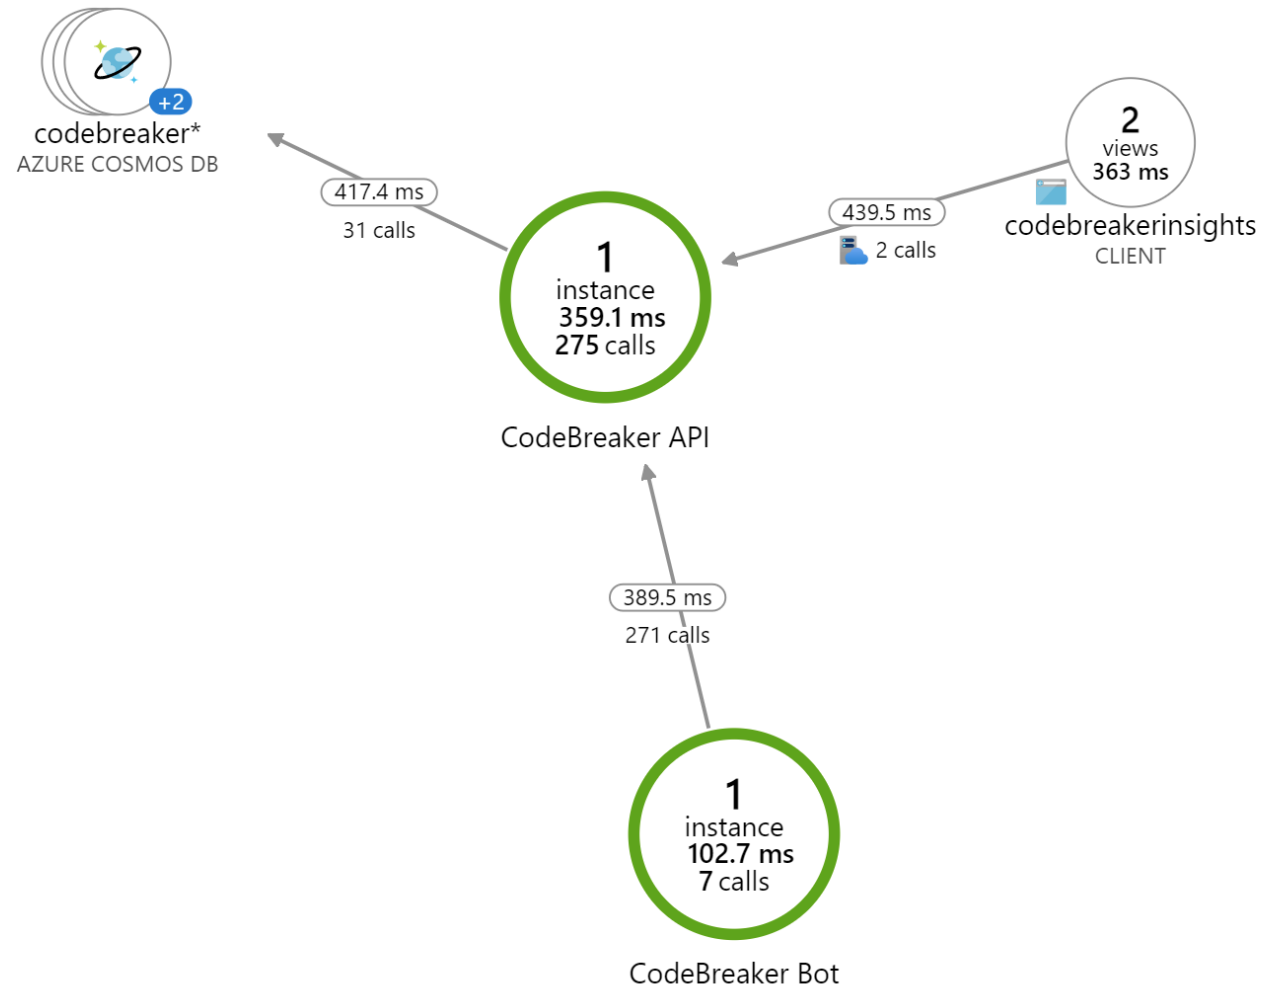 +2
codebreaker*
AZURE COSMOS DB
417.4 ms
31 calls
2
views
363 ms
codebreakerinsights
CLIENT
439.5 ms
2 calls
1
instance
359.1 ms
275 calls
CodeBreaker API
389.5 ms
271 calls
1
instance
102.7 ms
7 calls
CodeBreaker Bot